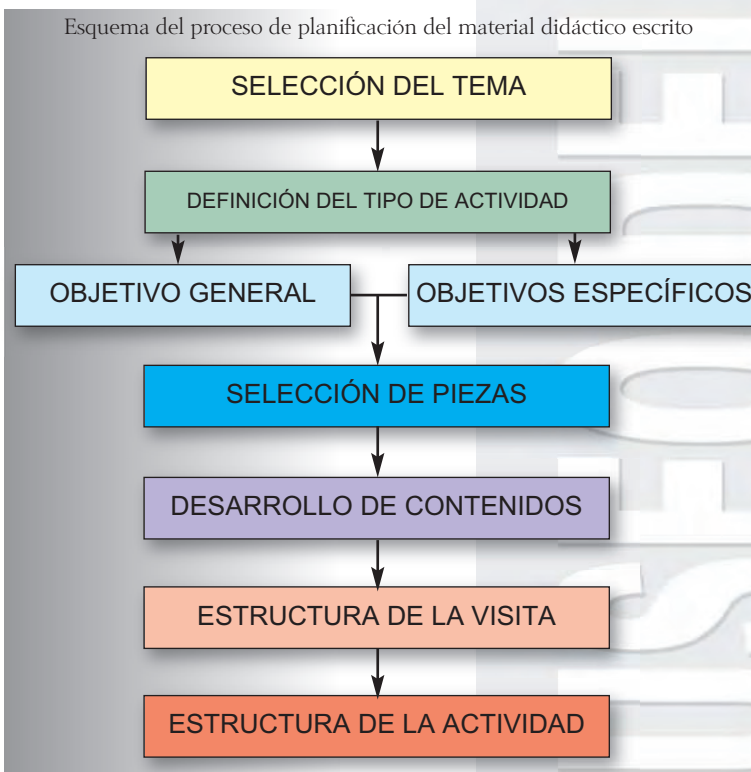 Esquema del proceso de planificación del material didáctico escrito
SELECCIÓN DEL TEMA
DEFINICIÓN DEL TIPO DE ACTIVIDAD
OBJETIVO GENERAL
OBJETIVOS ESPECÍFICOS
SELECCIÓN DE PIEZAS
DESARROLLO DE CONTENIDOS
ESTRUCTURA DE LA VISITA
ESTRUCTURA DE LA ACTIVIDAD